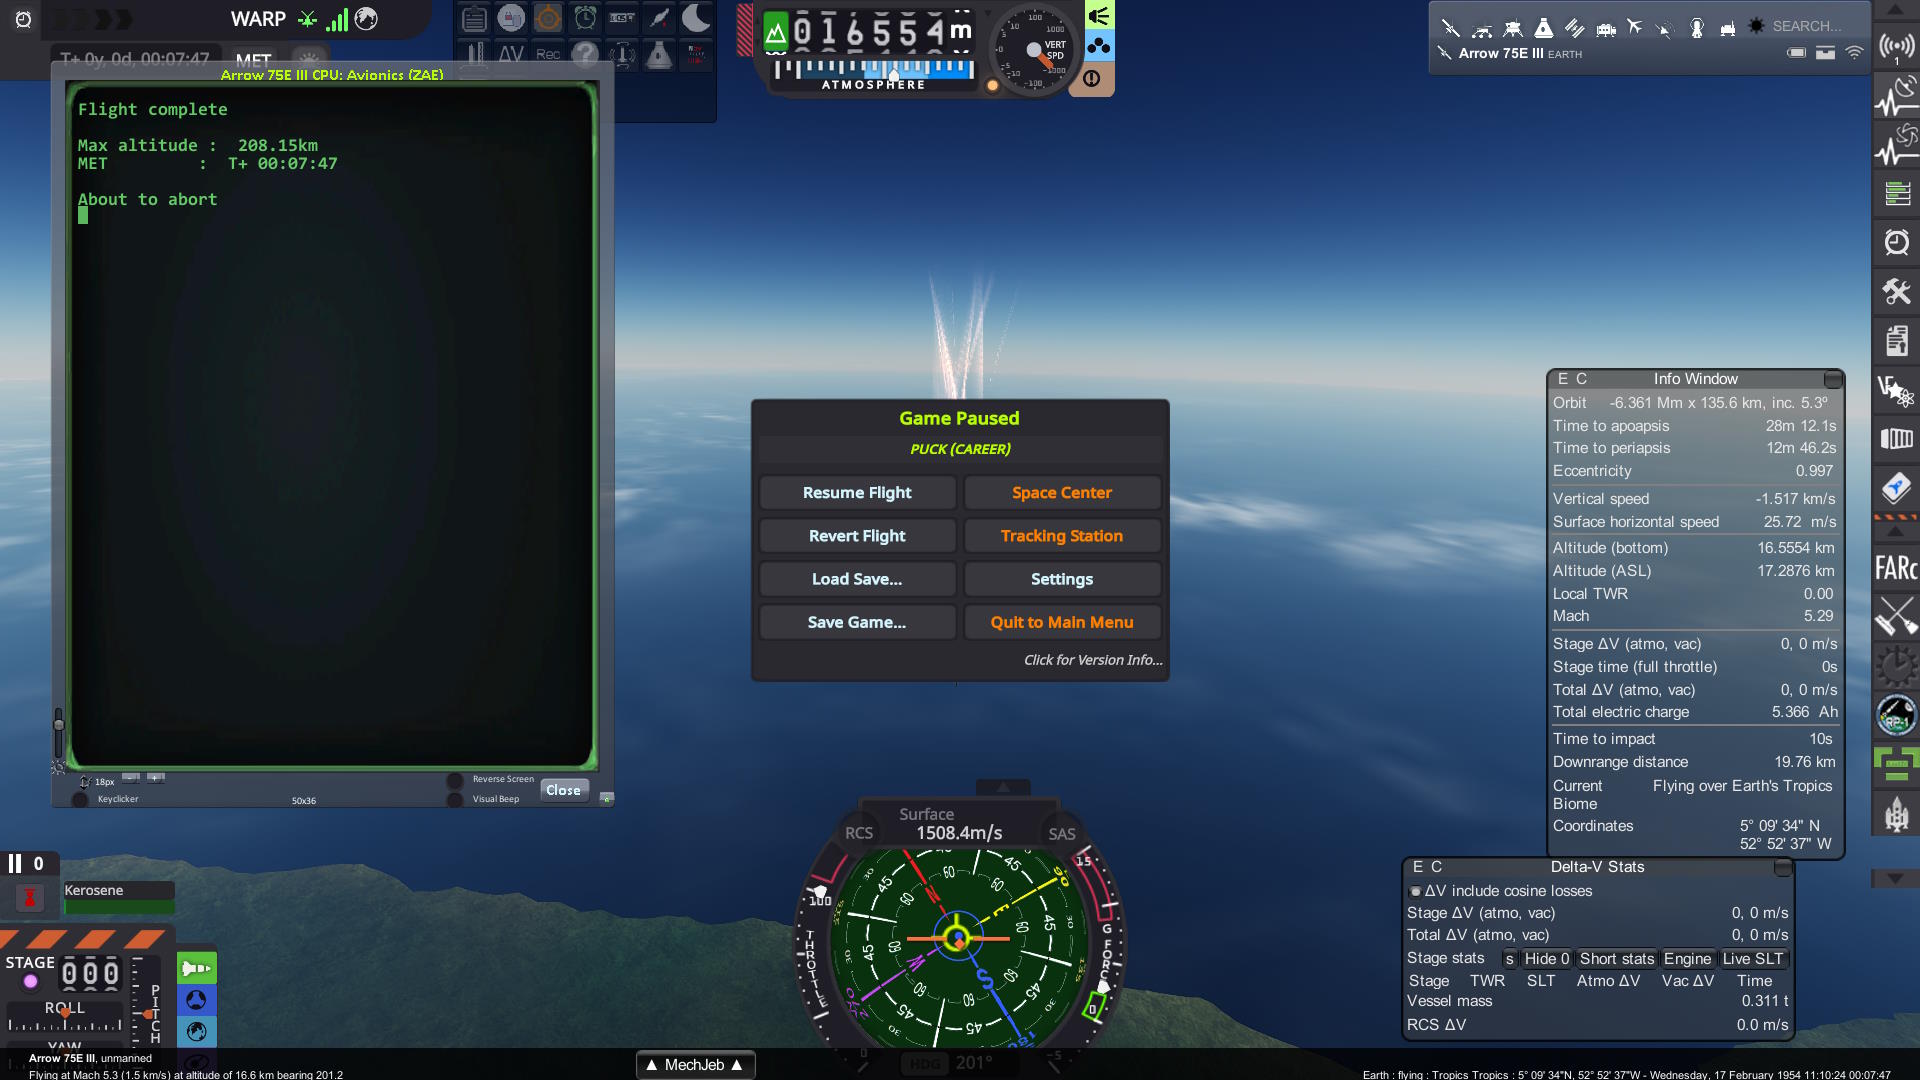 WARP
T+ 0y, 0d, 00:07:47 MET
Arrow 75E III CPU: Avionics (ZAE)
Flight complete
Max altitude : 208.15km
MET : T+ 00:07:47
About to abort
18px
Keyclicker
50x36
Reverse Screen
Visual Beep
Close
ΔV Rec
016554 m
ATMOSPHERE
VERT SPD
SEARCH...
Arrow 75E III EARTH
1
FARc
RP-1
Game Paused
PUCK (CAREER)
Resume Flight Space Center
Revert Flight Tracking Station
Load Save... Settings
Save Game... Quit to Main Menu
Click for Version Info...
E C Info Window
Orbit -6.361 Mm x 135.6 km, inc. 5.3º
Time to apoapsis 28m 12.1s
Time to periapsis 12m 46.2s
Eccentricity 0.997
Vertical speed -1.517 km/s
Surface horizontal speed 25.72 m/s
Altitude (bottom) 16.5554 km
Altitude (ASL) 17.2876 km
Local TWR 0.00
Mach 5.29
Stage ΔV (atmo, vac) 0, 0 m/s
Stage time (full throttle) 0s
Total ΔV (atmo, vac) 0, 0 m/s
Total electric charge 5.366 Ah
Time to impact 10s
Downrange distance 19.76 km
Current Biome Flying over Earth's Tropics
Coordinates 5° 09' 34" N
52° 52' 37" W
E C Delta-V Stats
ΔV include cosine losses
Stage ΔV (atmo, vac) 0, 0 m/s
Total ΔV (atmo, vac) 0, 0 m/s
Stage stats s Hide 0 Short stats Engine Live SLT
Stage TWR SLT Atmo ΔV Vac ΔV Time
Vessel mass 0.311 t
RCS ΔV 0.0 m/s
0
Kerosene
STAGE 000
ROLL
PITCH
YAW
Surface
RCS 1508.4m/s SAS
THROTTLE
G FORCE
HDG 201°
▲ MechJeb ▲
Arrow 75E III, unmanned
Flying at Mach 5.3 (1.5 km/s) at altitude of 16.6 km bearing 201.2
Earth : flying : Tropics Tropics : 5° 09' 34"N, 52° 52' 37"W - Wednesday, 17 February 1954 11:10:24 00:07:47